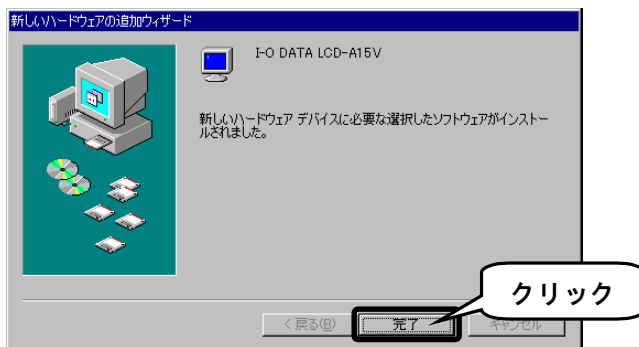 新しいハードウェアの追加ウィザード
I-O DATA LCD-A15V
新しいハードウェア デバイスに必要な選択したソフトウェアがインストー
ルされました。
クリック
< 戻る(B)
完了
キャンセル